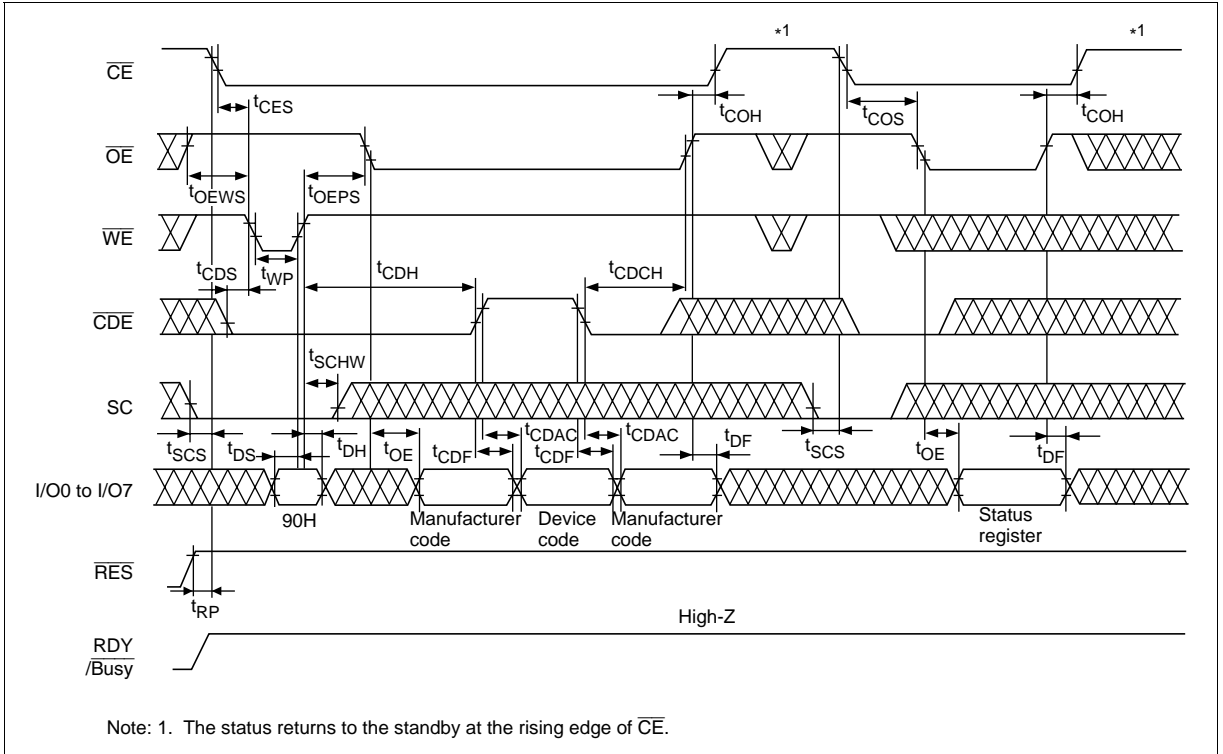 *1
*1
CE
tCES
tCOH
tCOS
tCOH
OE
tOEWS
tOEPS
WE
tCDS
tWP
tCDH
tCDCH
CDE
tSCHW
SC
tSCS
tDS
tDH
tOE
tCDF
tCDAC
tCDF
tCDAC
tDF
tSCS
tOE
tDF
I/O0 to I/O7
90H
Manufacturer
code
Device
code
Manufacturer
code
Status
register
RES
tRP
High-Z
RDY
/Busy
Note: 1. The status returns to the standby at the rising edge of CE.